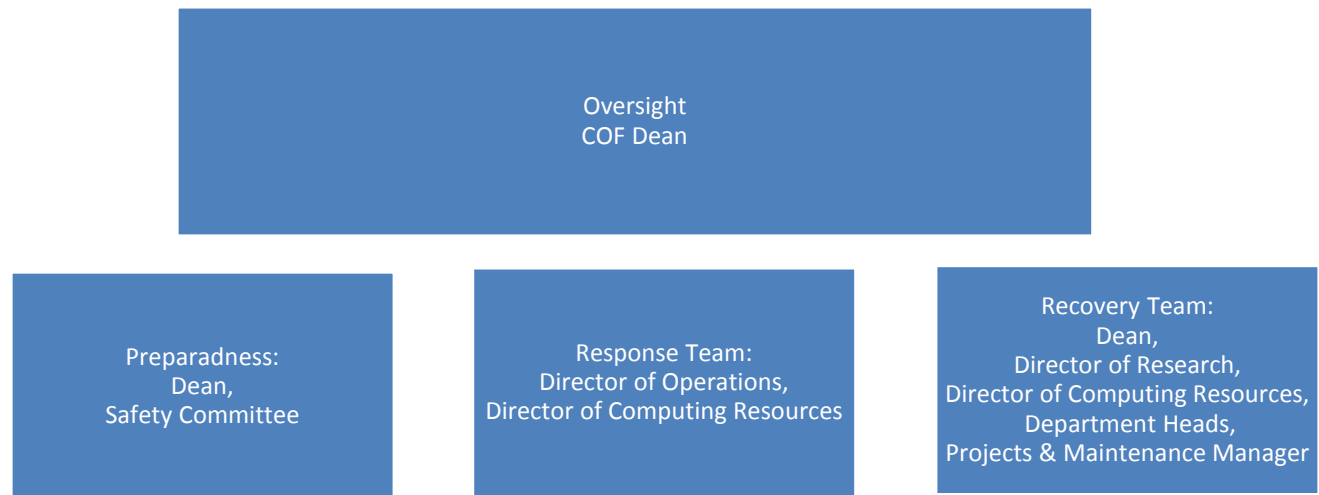 Oversight
COF Dean
Preparadness:
Dean,
Safety Committee
Response Team:
Director of Operations,
Director of Computing Resources
Recovery Team:
Dean,
Director of Research,
Director of Computing Resources,
Department Heads,
Projects & Maintenance Manager